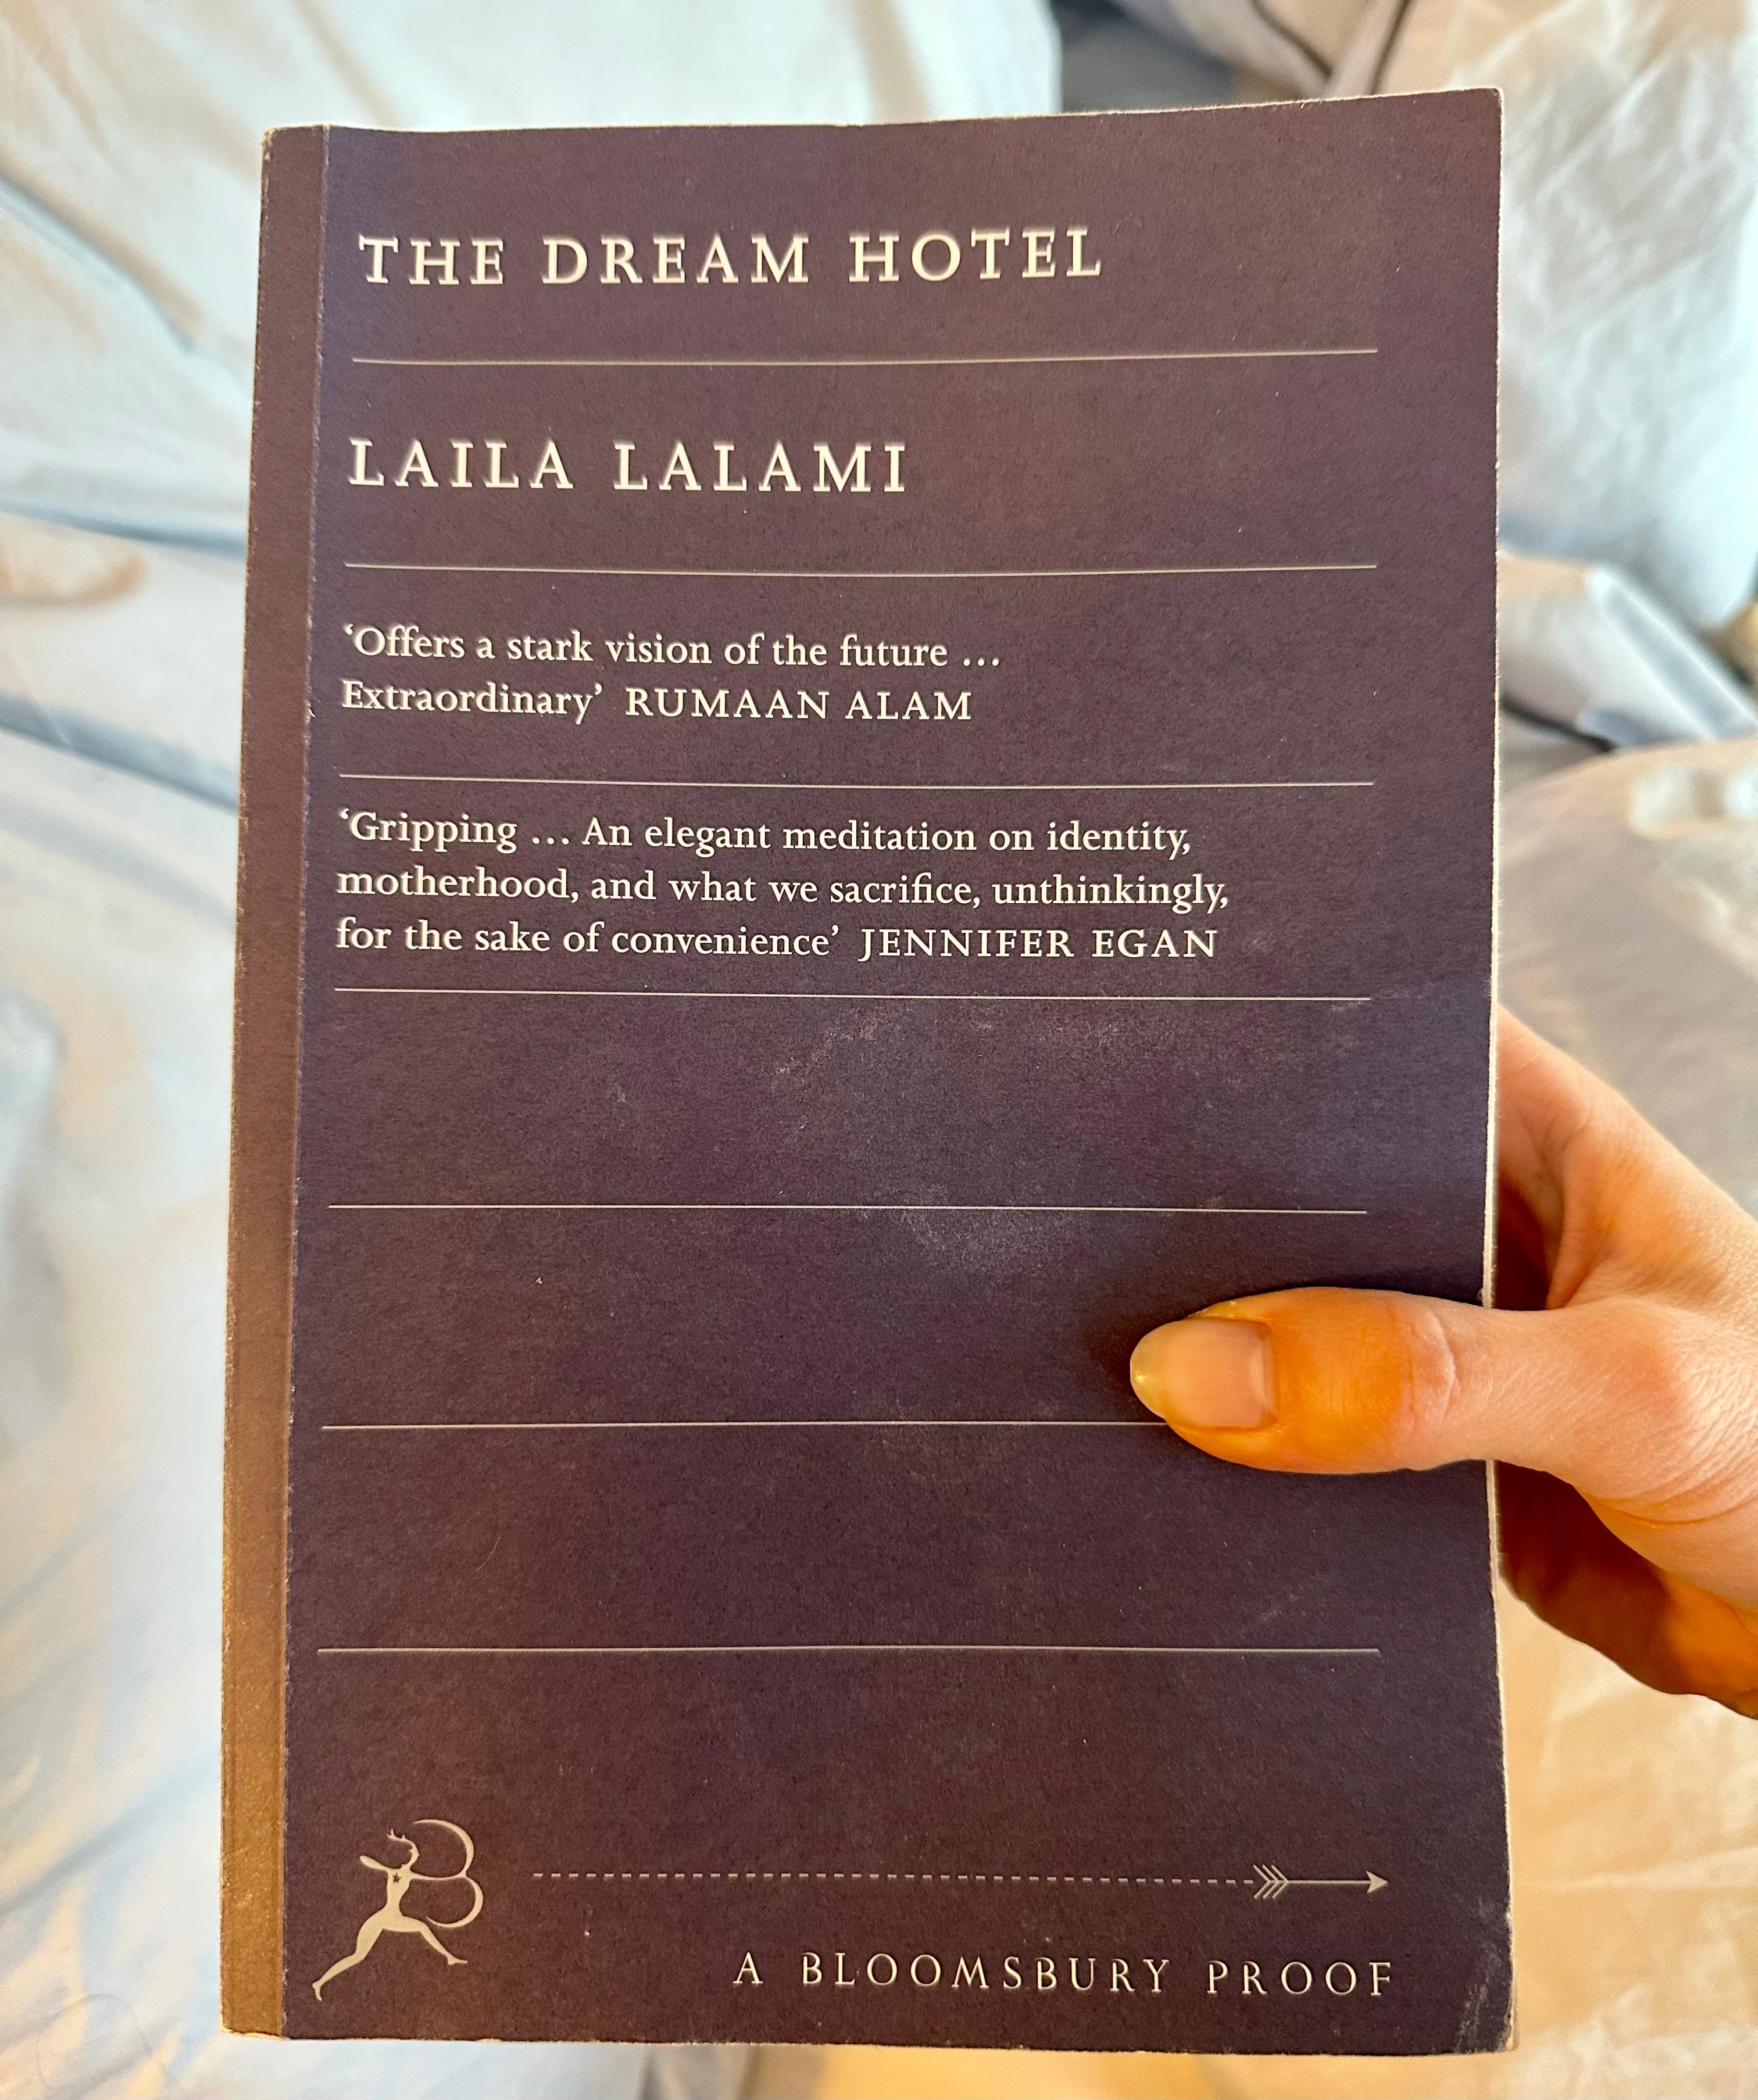 THE DREAM HOTEL
LAILA LALAMI
‘Offers a stark vision of the future ...
Extraordinary’ RUMAAN ALAM
‘Gripping ... An elegant meditation on identity,
motherhood, and what we sacrifice, unthinkingly,
for the sake of convenience’ JENNIFER EGAN
A BLOOMSBURY PROOF